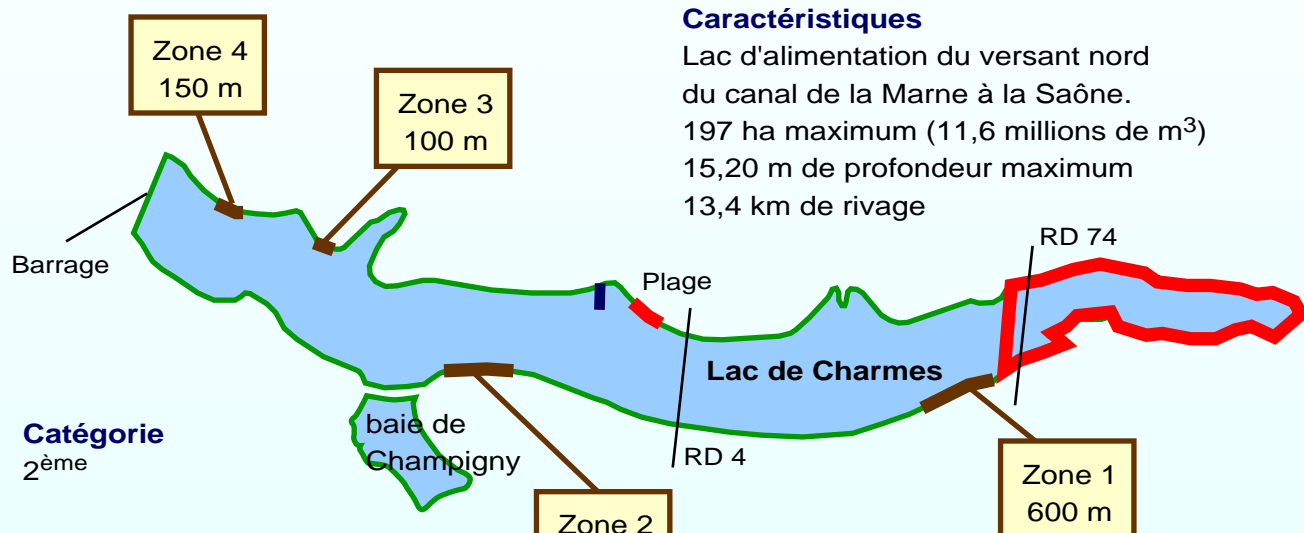 Caractéristiques
Lac d'alimentation du versant nord
du canal de la Marne à la Saône.
197 ha maximum (11,6 millions de m³)
15,20 m de profondeur maximum
13,4 km de rivage
Zone 4
150 m
Zone 3
100 m
Barrage
Plage
RD 74
Lac de Charmes
Catégorie
2ème
baie de
Champigny
RD 4
Zone 2
Zone 1
600 m